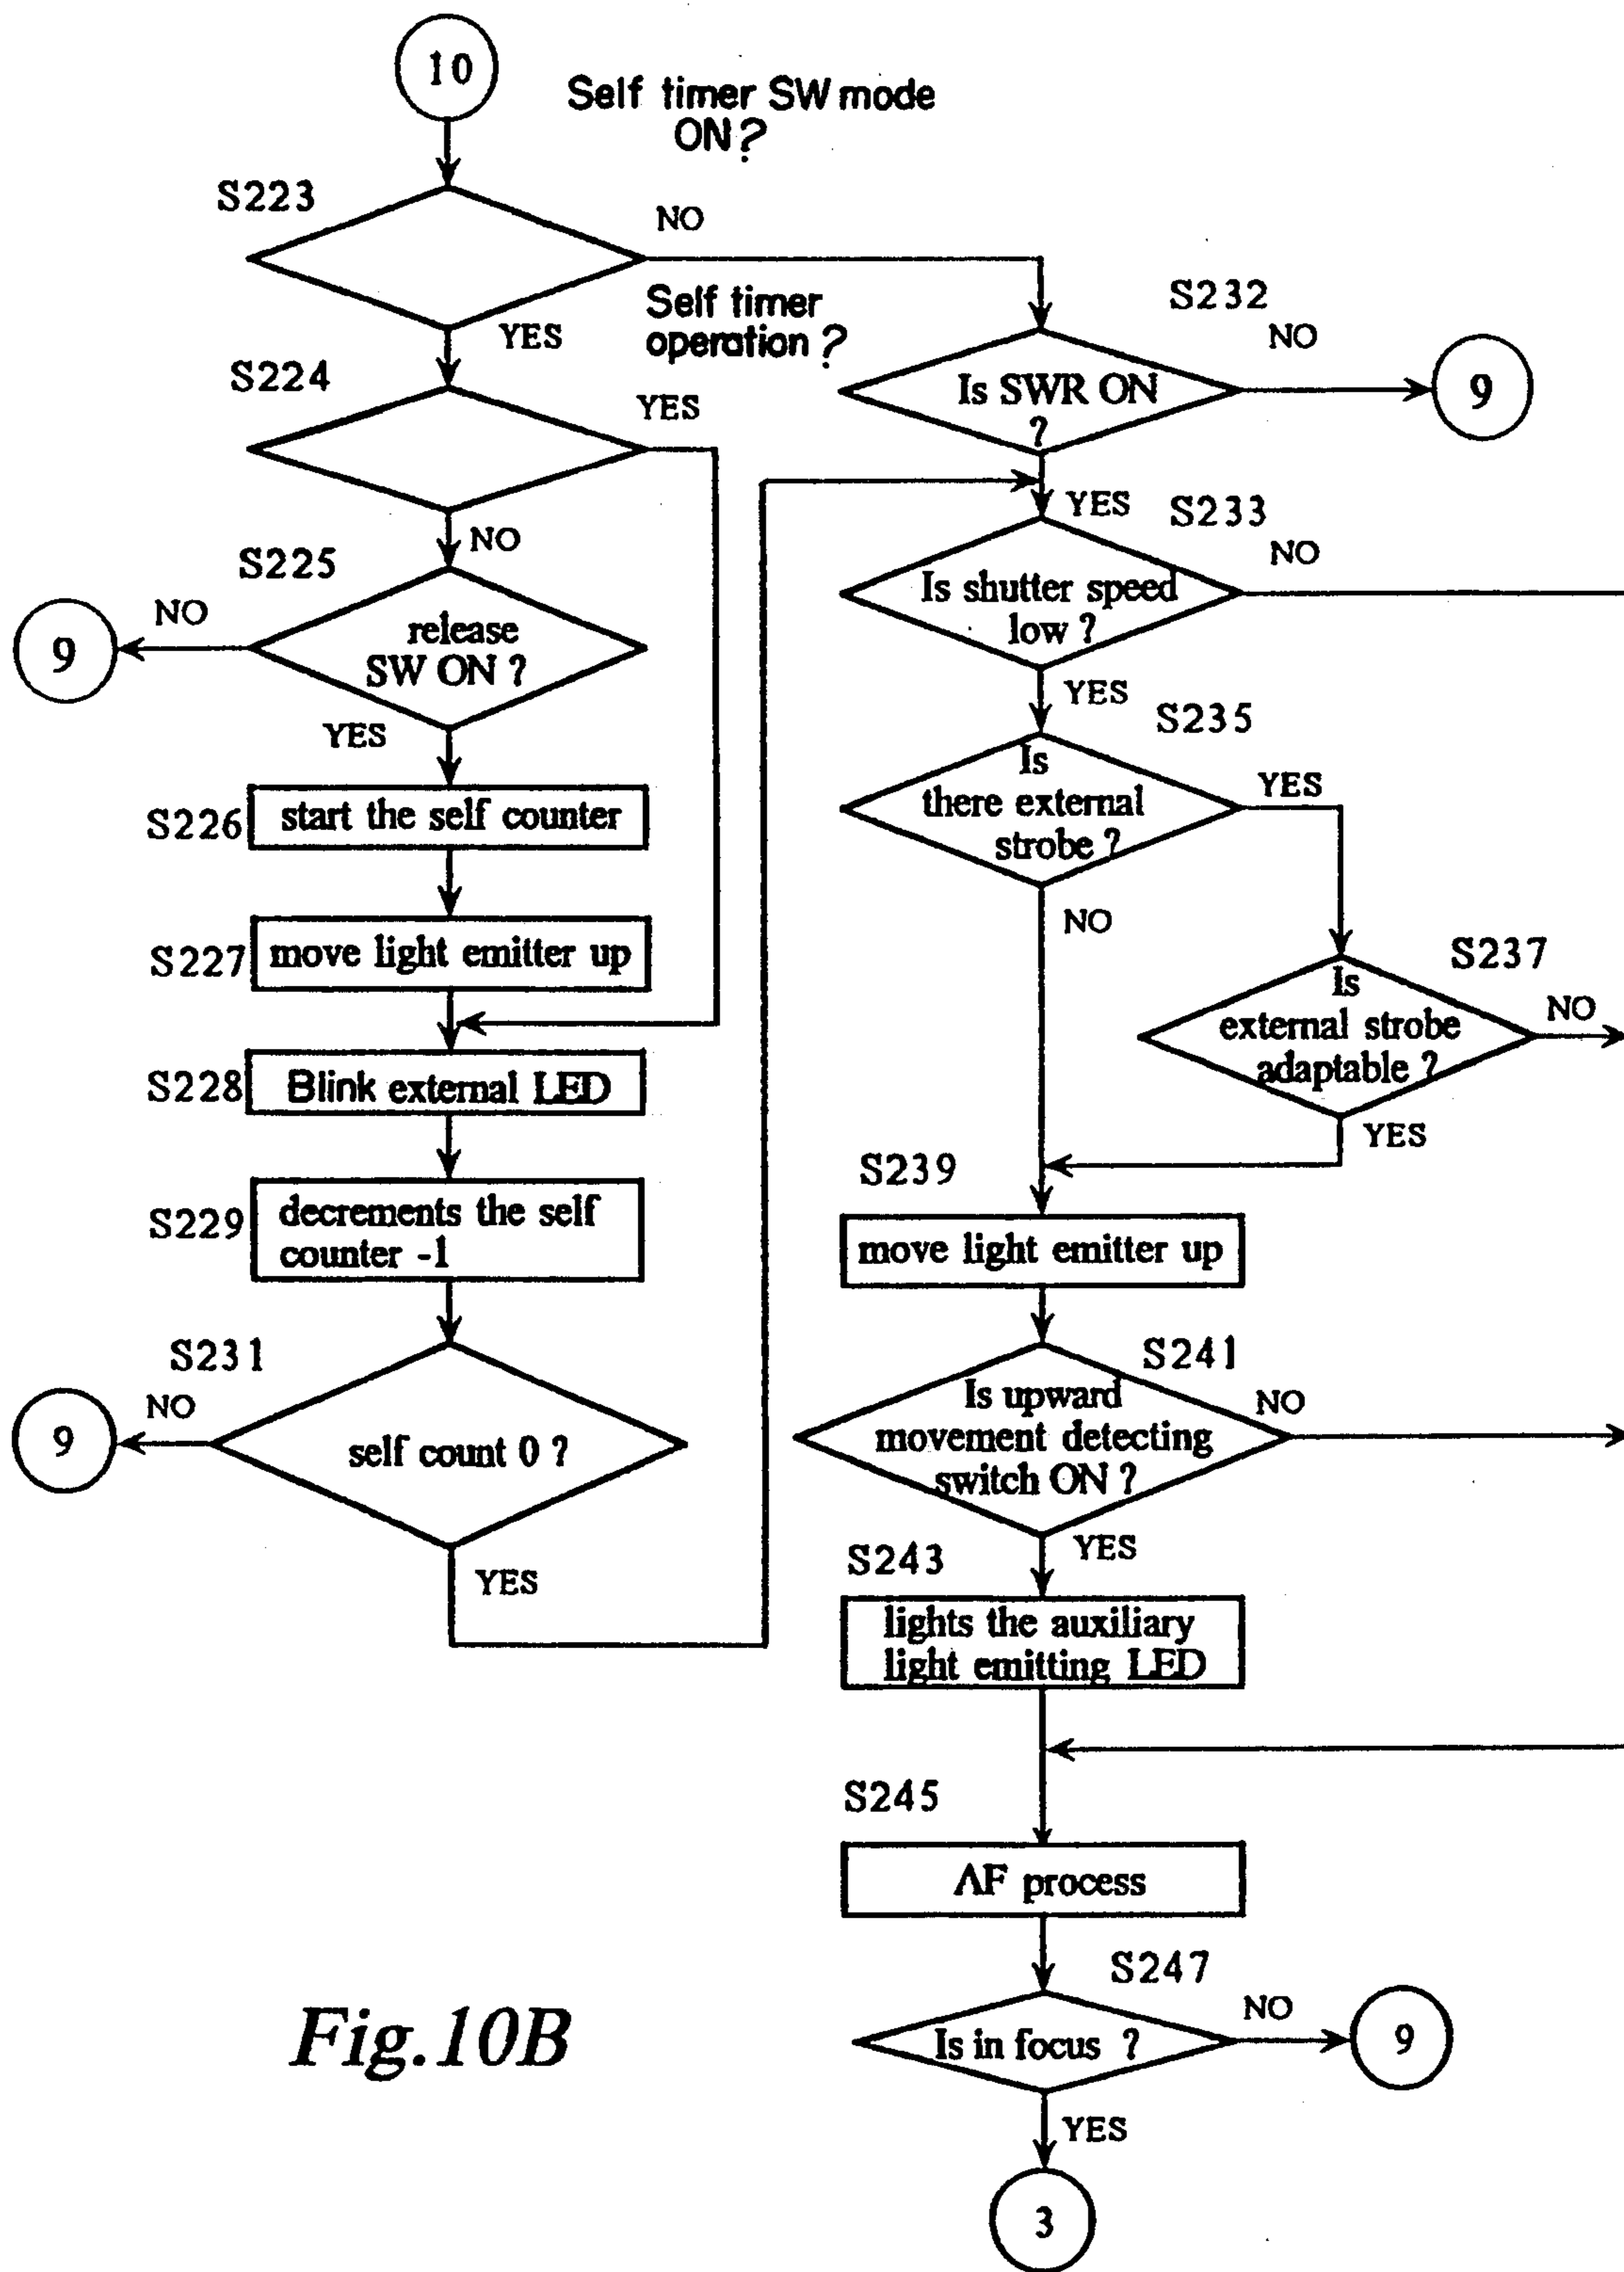 10
Self timer SW mode
ON?
S223
NO
YES
Self timer
operation ?
S224
YES
NO
S225
NO
9
release
SW ON ?
YES
S226
start the self counter
S227
move light emitter up
S228
Blink external LED
S229
decrements the self
counter -1
S231
NO
9
self count 0 ?
YES
S232
NO
9
Is SWR ON
?
YES
S233
NO
Is shutter speed
low ?
YES
S235
Is
there external
strobe ?
YES
NO
S237
Is
external strobe
adaptable ?
NO
YES
S239
move light emitter up
S241
Is upward
movement detecting
switch ON ?
NO
YES
S243
lights the auxiliary
light emitting LED
S245
AF process
S247
Is in focus ?
NO
9
YES
3
Fig.10B